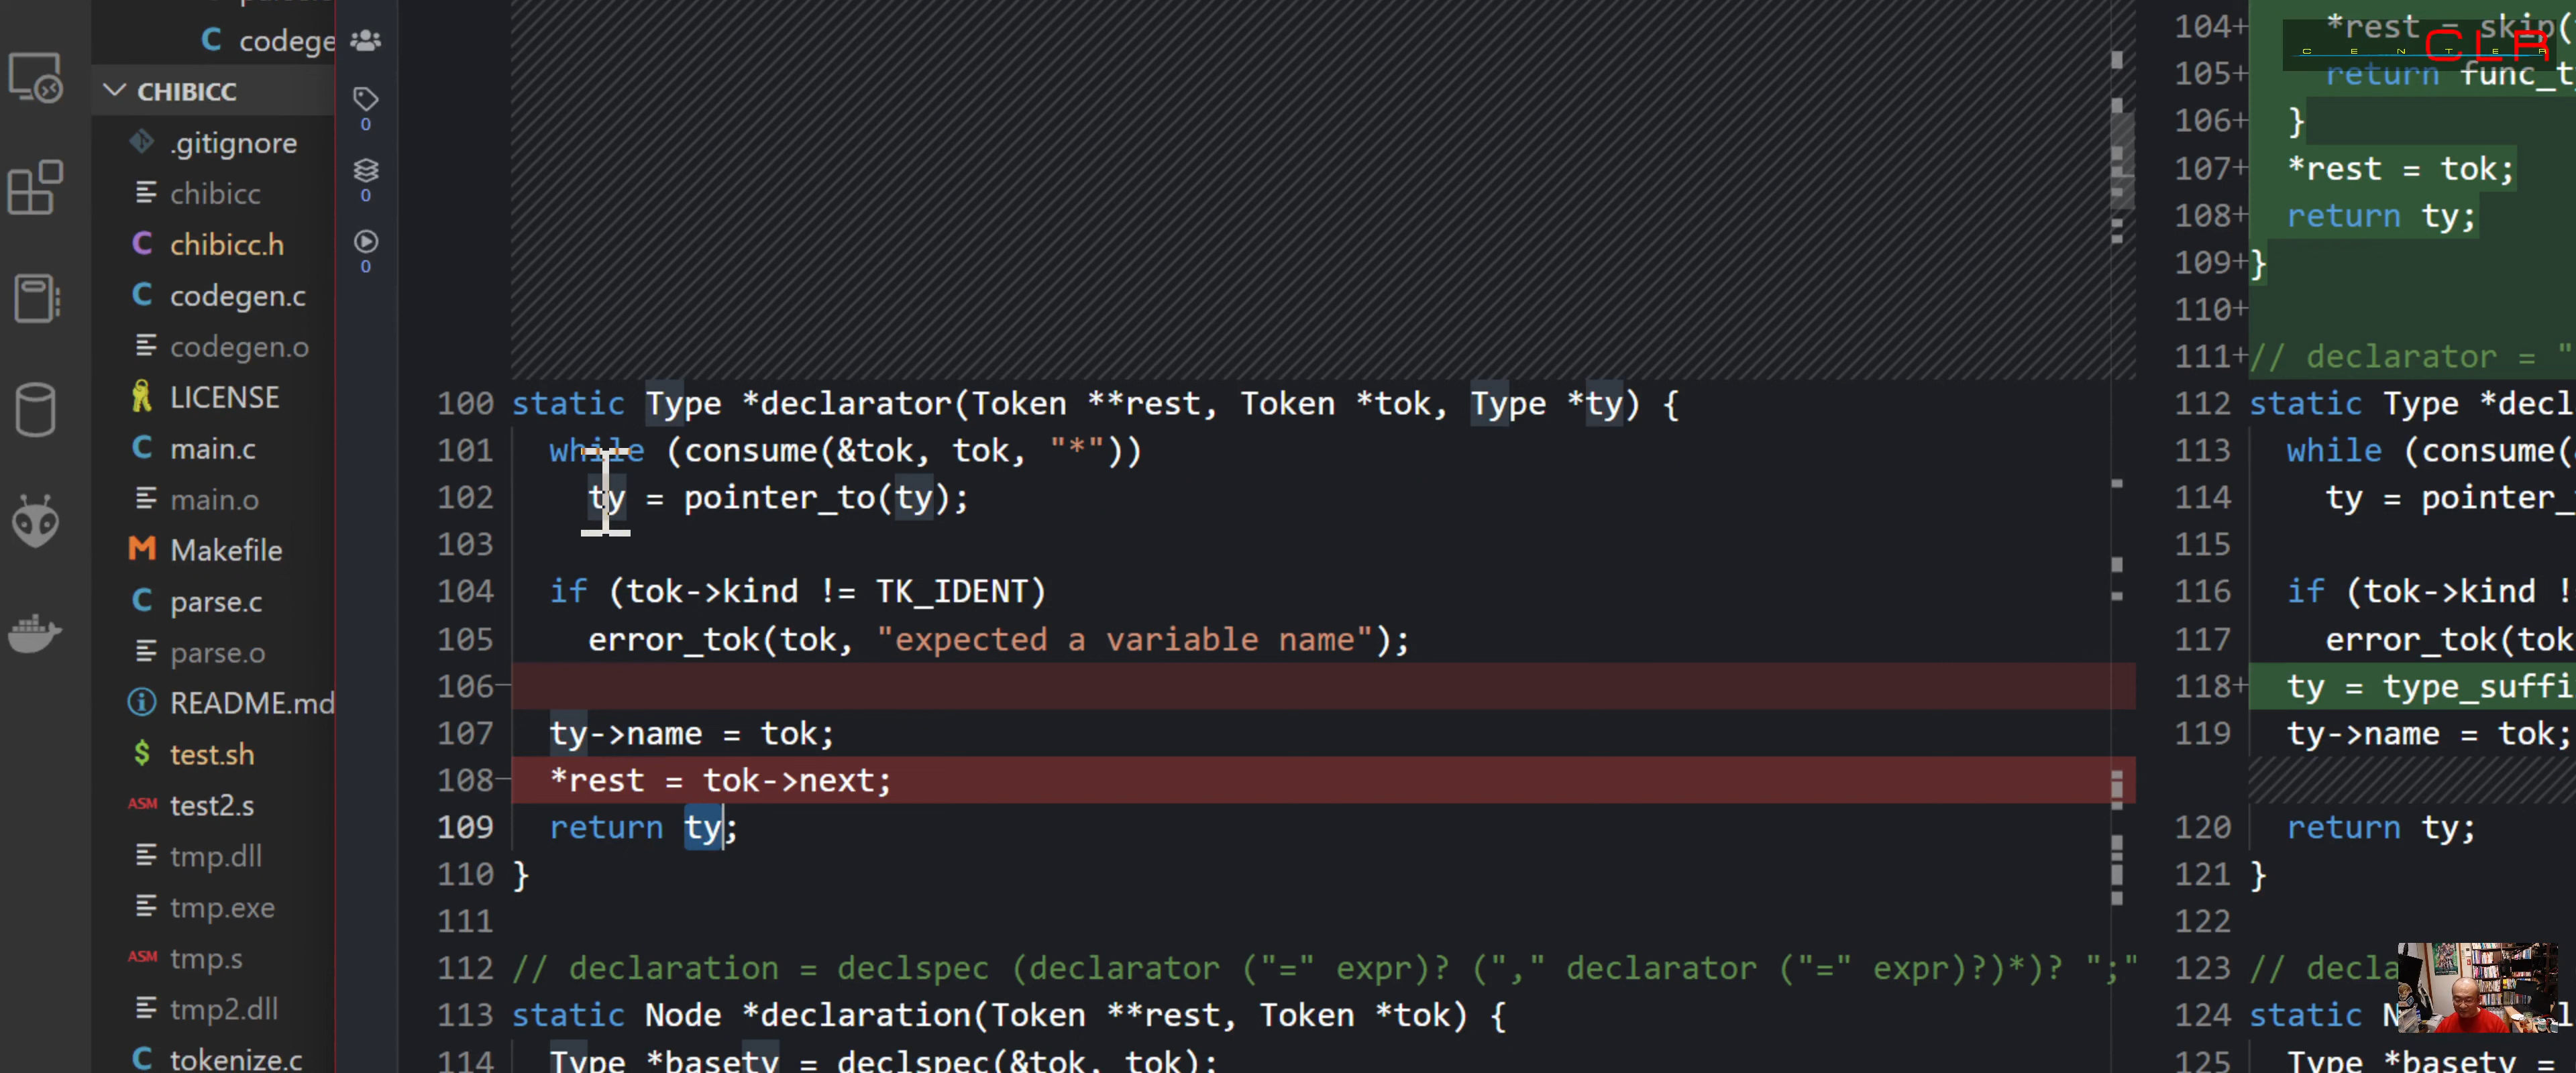 codege
CHIBICC
.gitignore
chibicc
chibicc.h
codegen.c
codegen.o
LICENSE
main.c
main.o
Makefile
parse.c
parse.o
README.md
test.sh
test2.s
tmp.dll
tmp.exe
tmp.s
tmp2.dll
tokenize.c
0
0
0
100 static Type *declarator(Token **rest, Token *tok, Type *ty) {
101 while (consume(&tok, tok, "*"))
102 ty = pointer_to(ty);
103
104 if (tok->kind != TK_IDENT)
105 error_tok(tok, "expected a variable name");
106-
107 ty->name = tok;
108- *rest = tok->next;
109 return ty;
110 }
111
112 // declaration = declspec (declarator ("=" expr)? ("," declarator ("=" expr)?)*)? ";"
113 static Node *declaration(Token **rest, Token *tok) {
114 Type *basety = declspec(&tok, tok);
104+ *rest = skip(
105+ return func_t
106+ }
107+ *rest = tok;
108+ return ty;
109+ }
110+
111+ // declarator = "
112 static Type *decl
113 while (consume(
114 ty = pointer_
115
116 if (tok->kind !
117 error_tok(tok
118+ ty = type_suffi
119 ty->name = tok;
120 return ty;
121 }
122
123 // decla
124 static N
125 Type *basety =
CENTER CLR